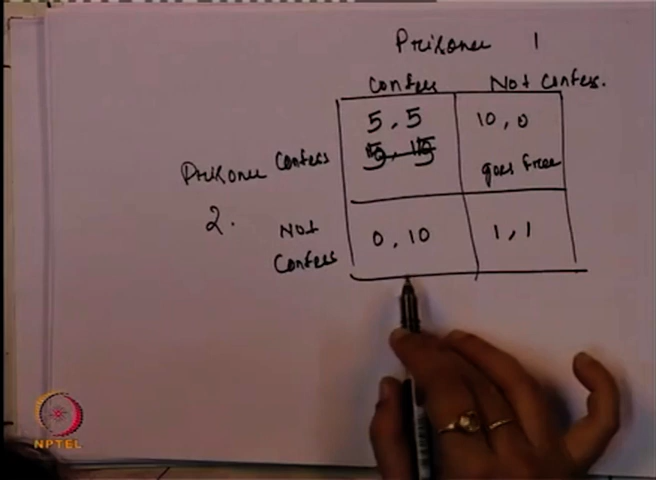 Prisoner 1
Confess Not Confess.
5, 5 10, 0
Prisoner Confess goes free
2.
Not 0, 10 1, 1
Confess
NPTEL